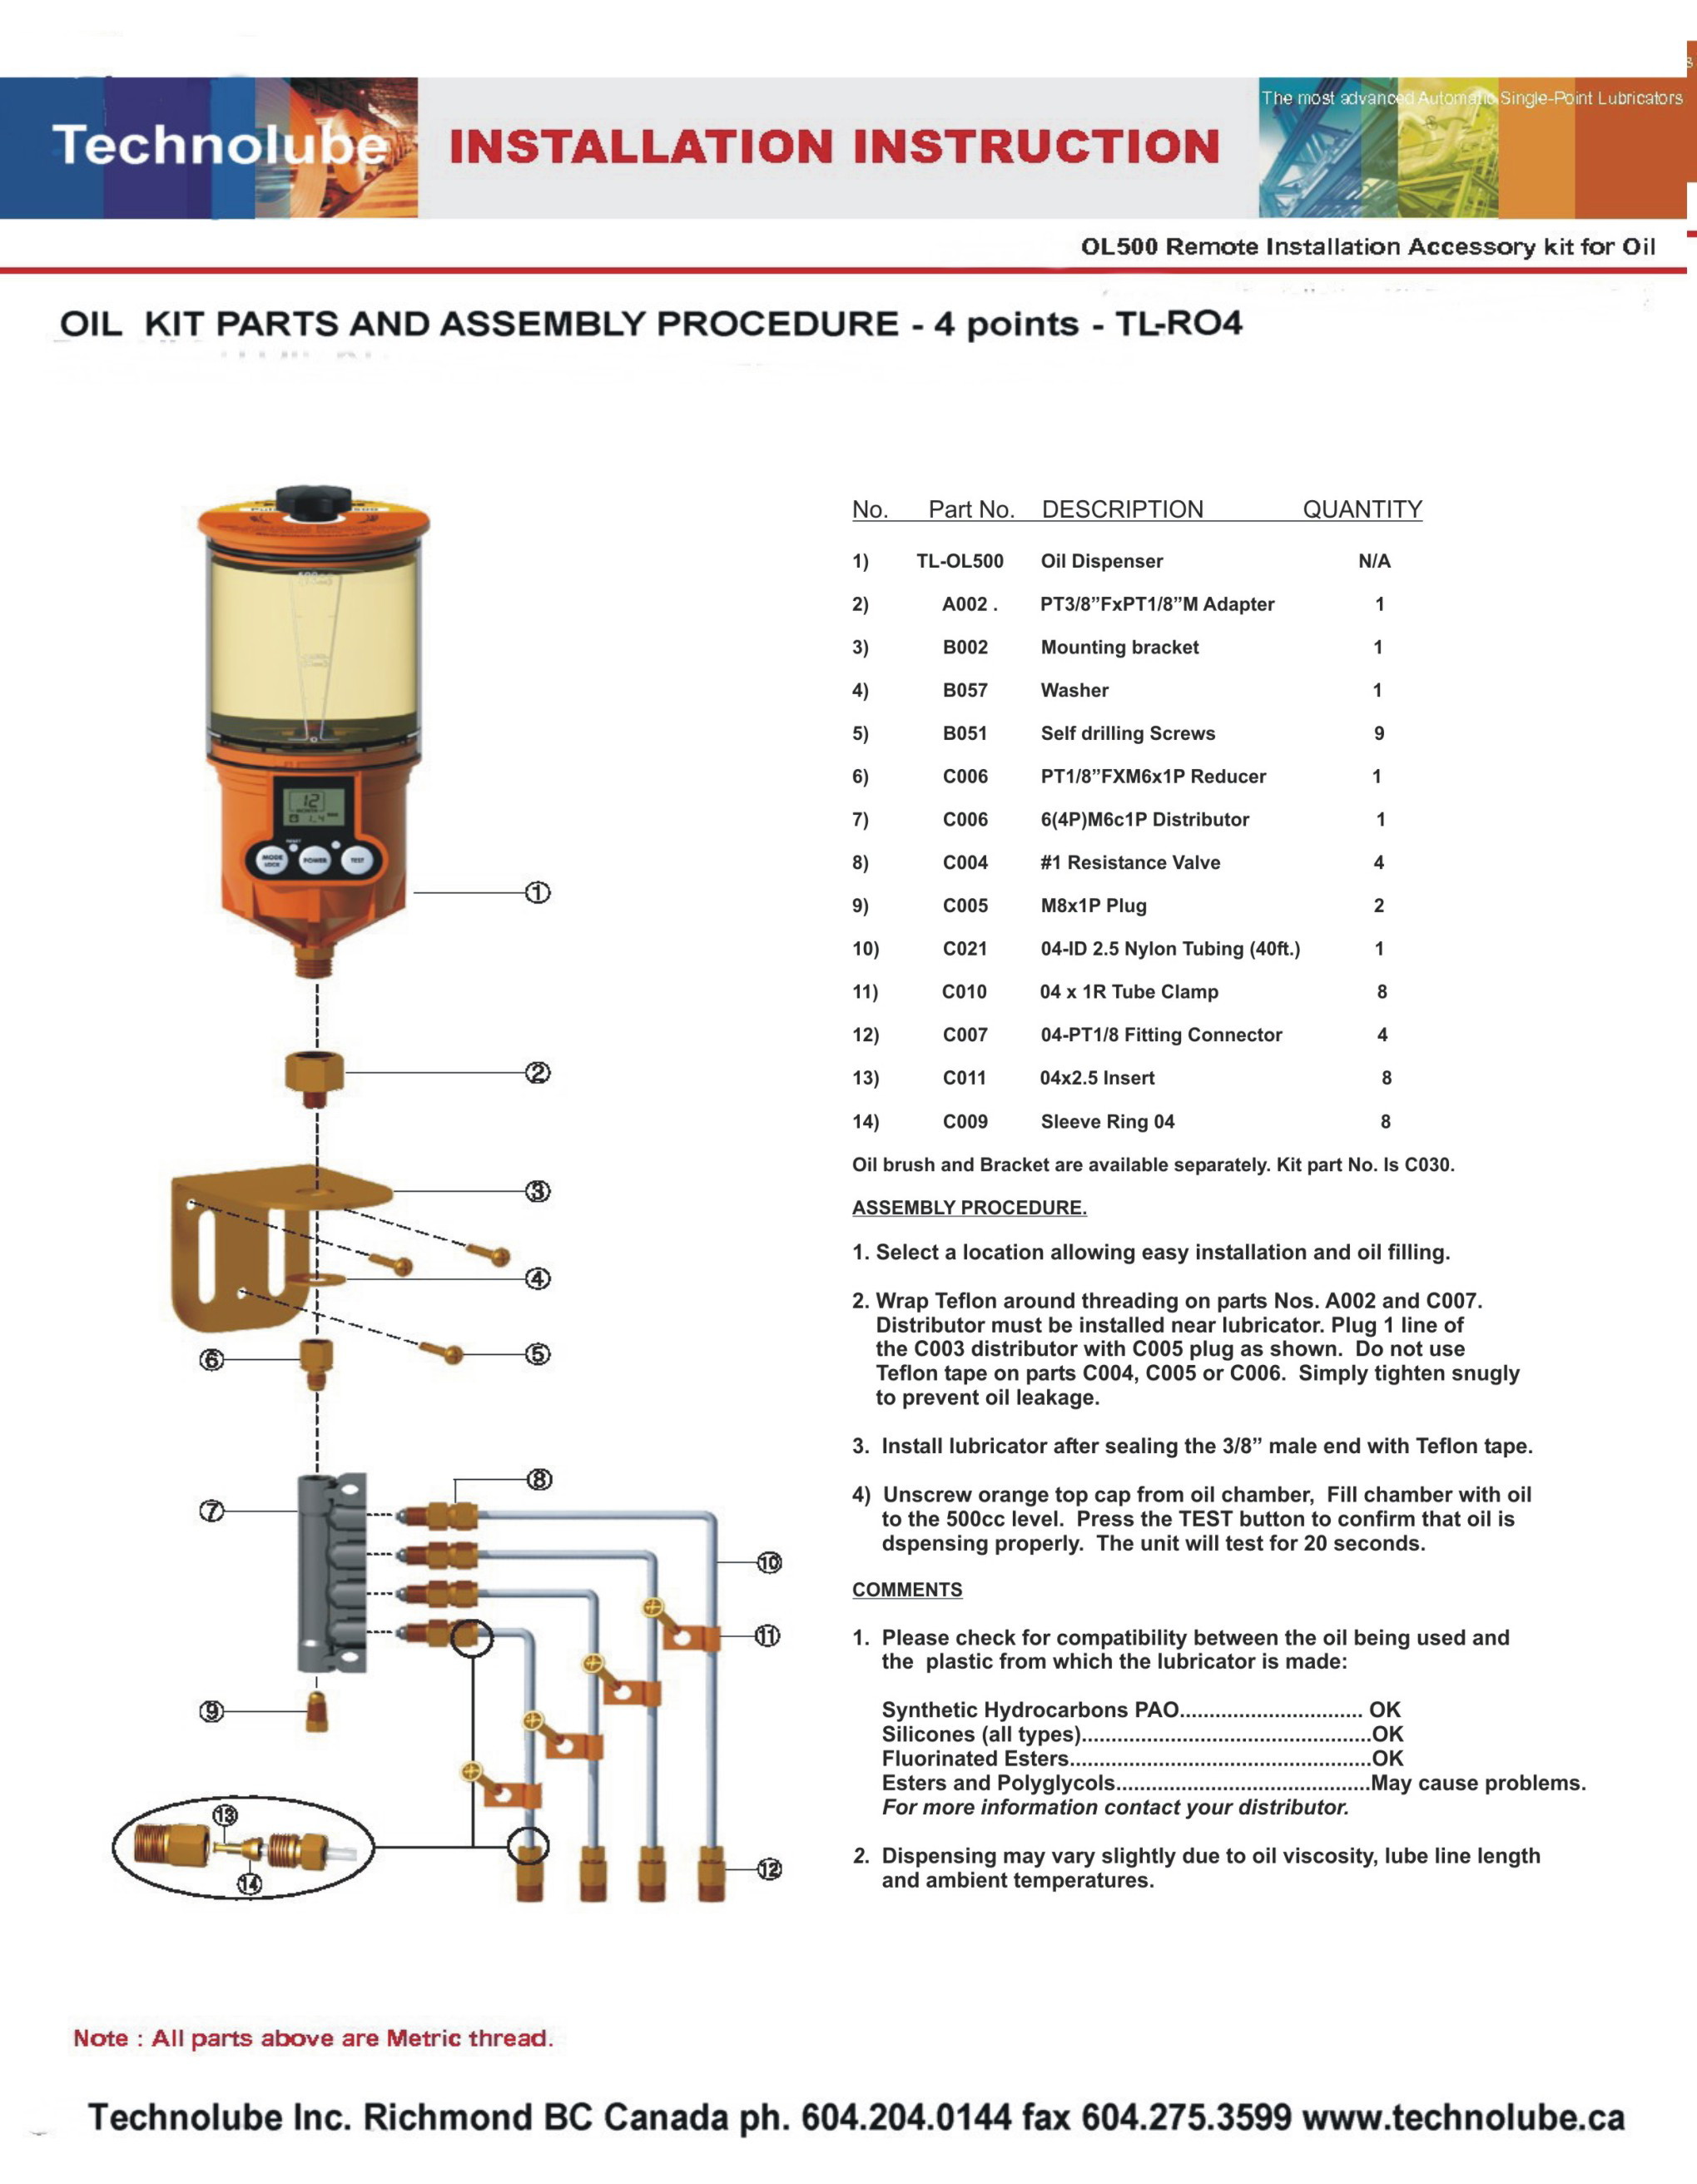 The most advanced Automatic Single-Point Lubricators
Technolube
INSTALLATION INSTRUCTION
OL500 Remote Installation Accessory kit for Oil
OIL KIT PARTS AND ASSEMBLY PROCEDURE - 4 points - TL-RO4
No. Part No. DESCRIPTION QUANTITY
1) TL-OL500 Oil Dispenser N/A
2) A002 . PT3/8”FxPT1/8”M Adapter 1
3) B002 Mounting bracket 1
4) B057 Washer 1
5) B051 Self drilling Screws 9
6) C006 PT1/8”FXM6x1P Reducer 1
7) C006 6(4P)M6c1P Distributor 1
8) C004 #1 Resistance Valve 4
9) C005 M8x1P Plug 2
10) C021 04-ID 2.5 Nylon Tubing (40ft.) 1
11) C010 04 x 1R Tube Clamp 8
12) C007 04-PT1/8 Fitting Connector 4
13) C011 04x2.5 Insert 8
14) C009 Sleeve Ring 04 8
Oil brush and Bracket are available separately. Kit part No. Is C030.
ASSEMBLY PROCEDURE.
1. Select a location allowing easy installation and oil filling.
2. Wrap Teflon around threading on parts Nos. A002 and C007.
Distributor must be installed near lubricator. Plug 1 line of
the C003 distributor with C005 plug as shown. Do not use
Teflon tape on parts C004, C005 or C006. Simply tighten snugly
to prevent oil leakage.
3. Install lubricator after sealing the 3/8” male end with Teflon tape.
4) Unscrew orange top cap from oil chamber, Fill chamber with oil
to the 500cc level. Press the TEST button to confirm that oil is
dspensing properly. The unit will test for 20 seconds.
COMMENTS
1. Please check for compatibility between the oil being used and
the plastic from which the lubricator is made:
Synthetic Hydrocarbons PAO............................... OK
Silicones (all types).................................................OK
Fluorinated Esters...................................................OK
Esters and Polyglycols...........................................May cause problems.
For more information contact your distributor.
2. Dispensing may vary slightly due to oil viscosity, lube line length
and ambient temperatures.
12
1.4
MODE
LOCK
POWER
TEST
1
2
3
4
5
6
7
8
9
10
11
12
13
14
Note : All parts above are Metric thread.
Technolube Inc. Richmond BC Canada ph. 604.204.0144 fax 604.275.3599 www.technolube.ca